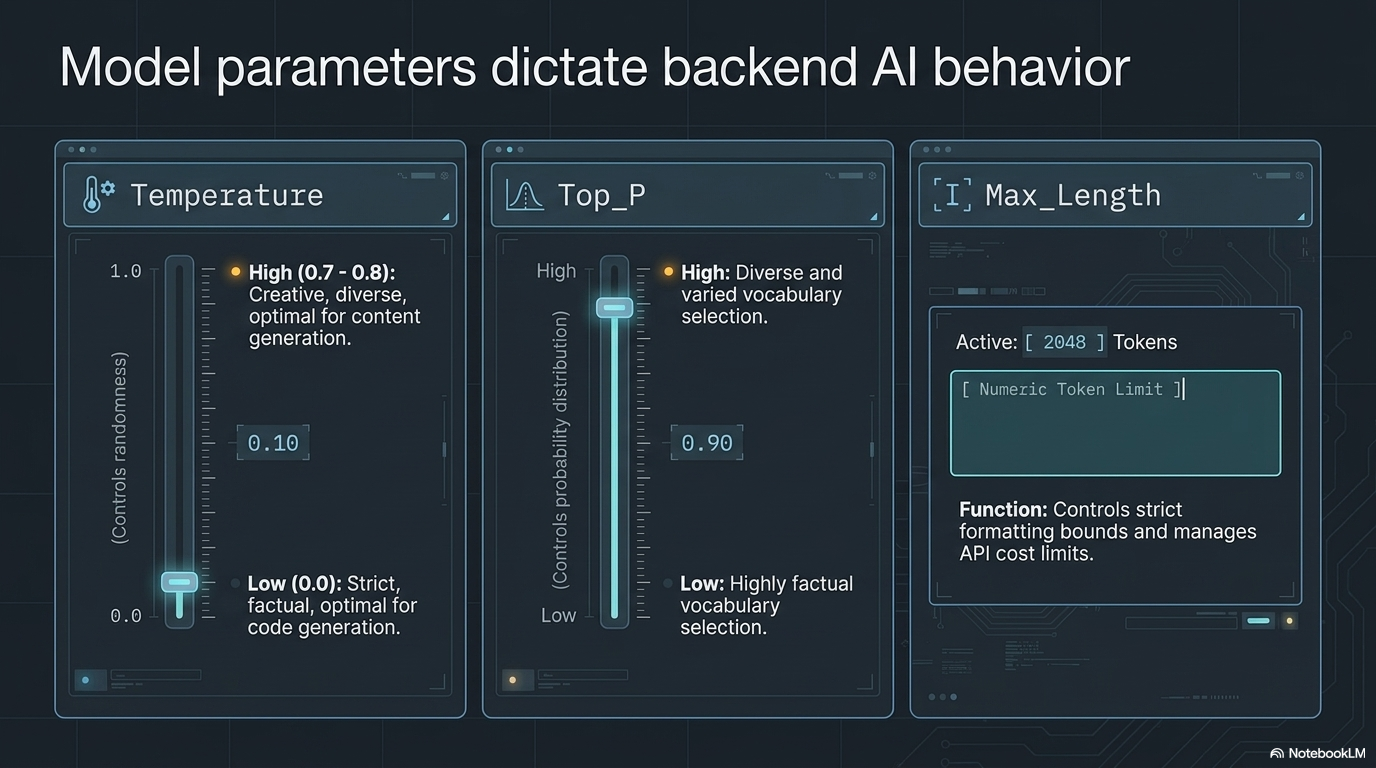 Model parameters dictate backend AI behavior
Temperature
1.0
(Controls randomness)
0.0
High (0.7 - 0.8):
Creative, diverse,
optimal for content
generation.
0.10
Low (0.0): Strict,
factual, optimal for
code generation.
Top_P
High
(Controls probability distribution)
Low
High: Diverse and
varied vocabulary
selection.
0.90
Low: Highly factual
vocabulary
selection.
[I] Max_Length
Active: [ 2048 ] Tokens
[ Numeric Token Limit ]
Function: Controls strict
formatting bounds and manages
API cost limits.
NotebookLM